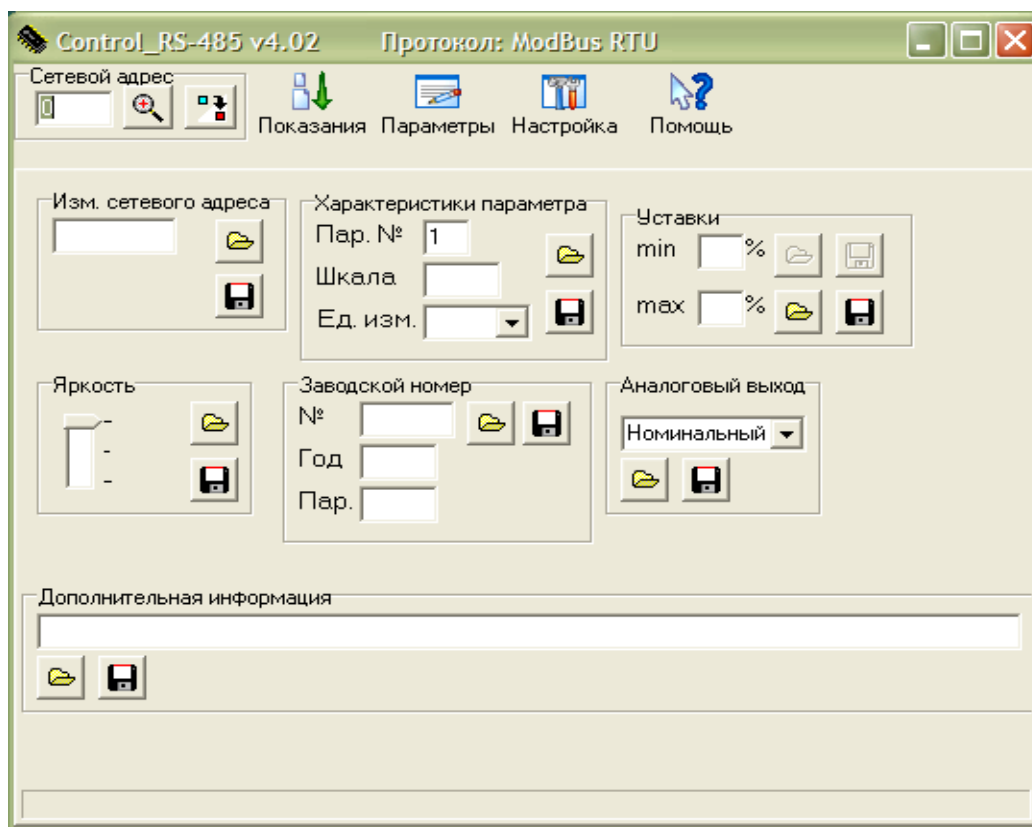 Control_RS-485 v4.02 Протокол: ModBus RTU
Сетевой адрес
0
Показания Параметры Настройка Помощь
Изм. сетевого адреса
Характеристики параметра
Пар. № 1
Шкала
Ед. изм.
Уставки
min %
max %
Яркость
Заводской номер
№
Год
Пар.
Аналоговый выход
Номинальный
Дополнительная информация